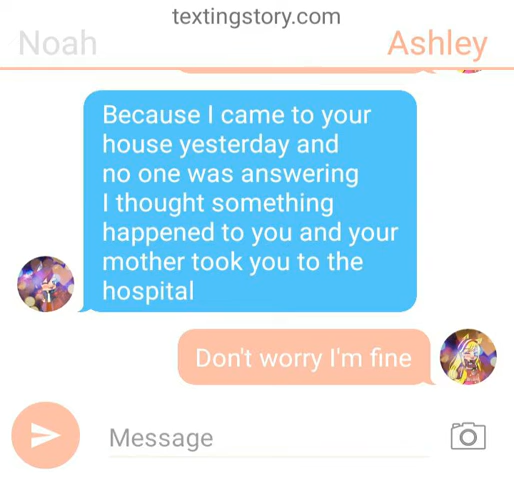 textingstory.com
Noah
Ashley
Because I came to your
house yesterday and
no one was answering
I thought something
happened to you and your
mother took you to the
hospital
Don't worry I'm fine
Message